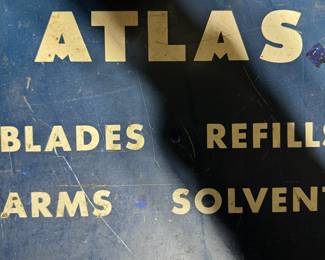 ATLAS
BLADES REFILLS
ARMS SOLVENT